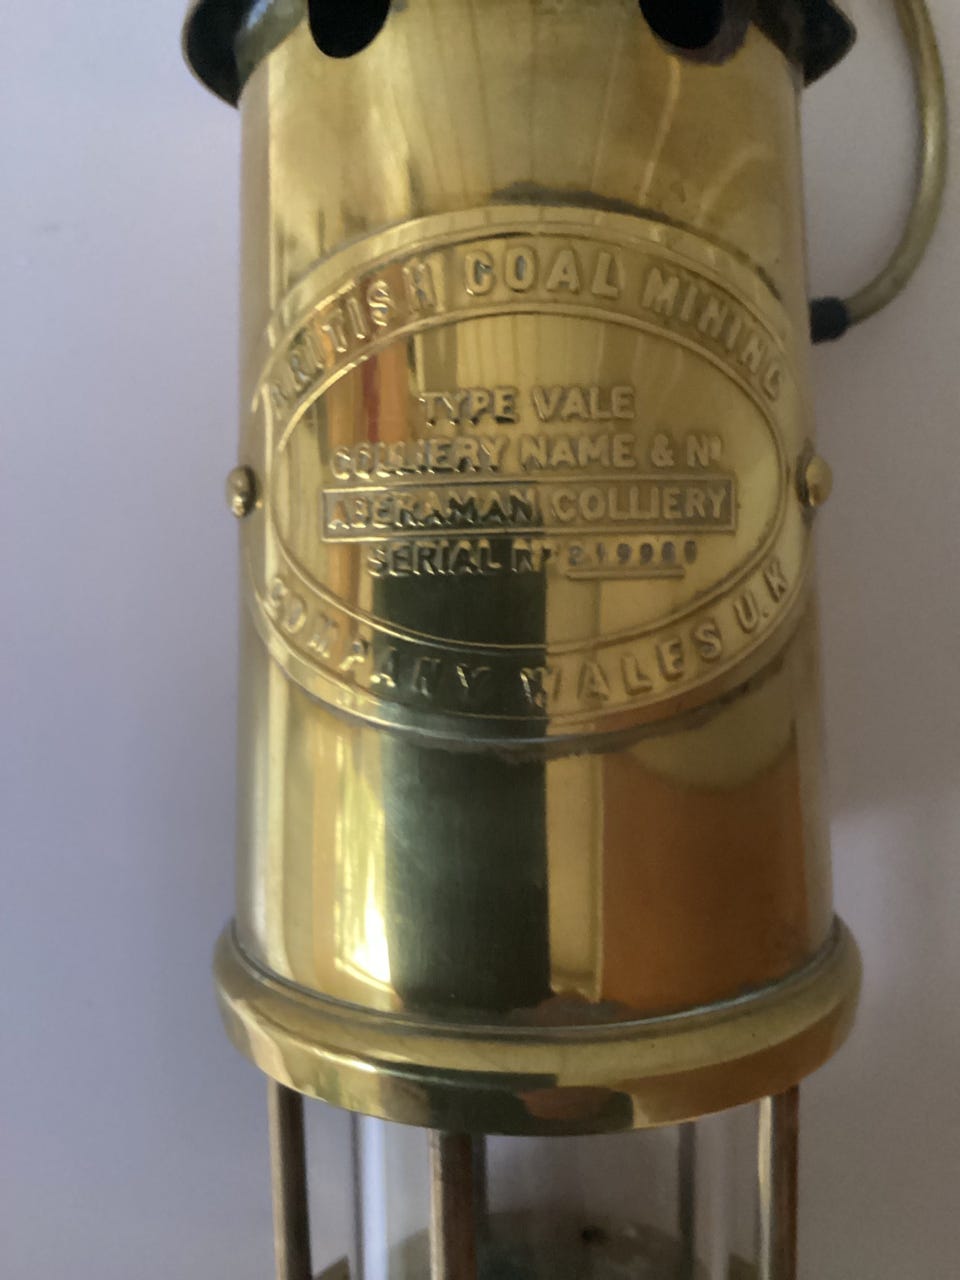 BRITISH COAL MINING
TYPE VALE
COLLIERY NAME & Nº
ABERAMAN COLLIERY
SERIAL Nº
COMPANY WALES U.K